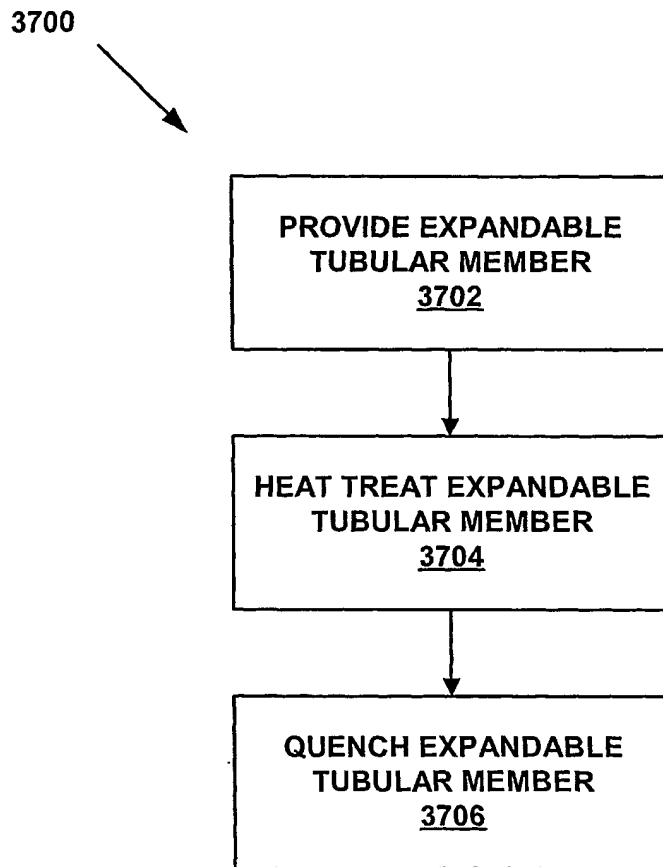 3700
PROVIDE EXPANDABLE
TUBULAR MEMBER
3702
HEAT TREAT EXPANDABLE
TUBULAR MEMBER
3704
QUENCH EXPANDABLE
TUBULAR MEMBER
3706